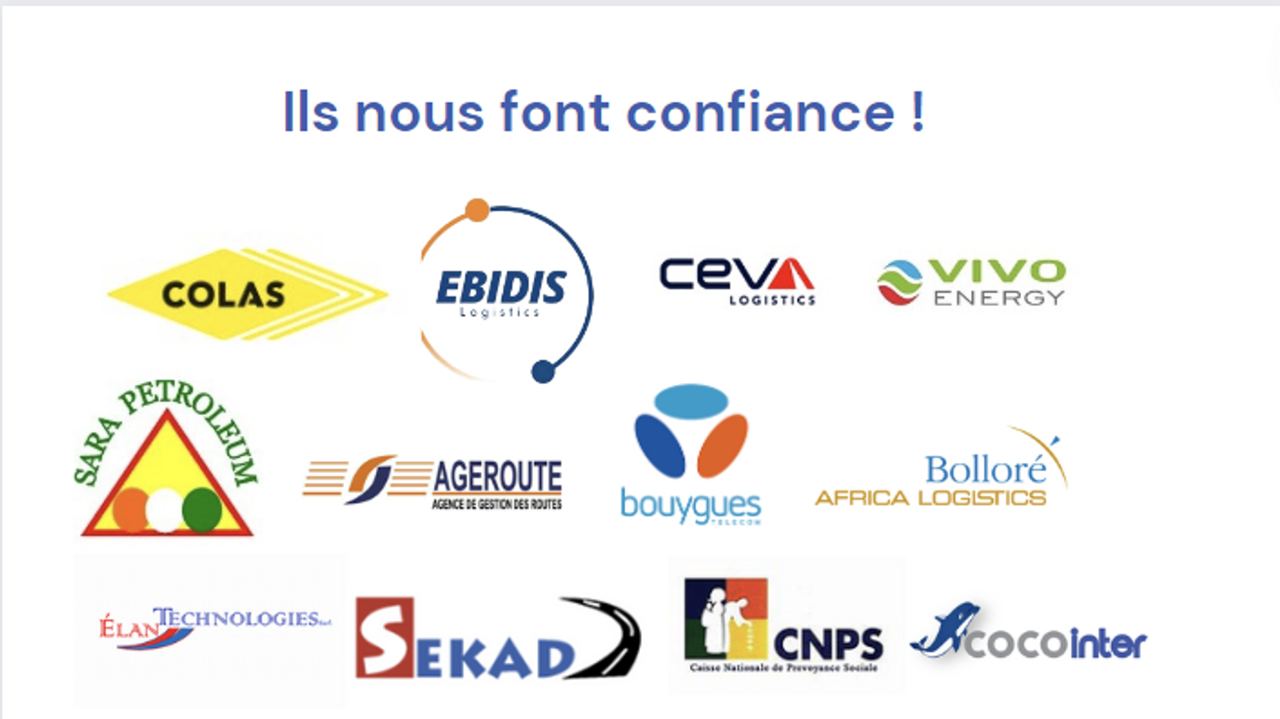 Ils nous font confiance !
COLAS
EBIDIS
Logistics
CEVA
LOGISTICS
VIVO
ENERGY
SARA PETROLEUM
AGEROUTE
AGENCE DE GESTION DES ROUTES
bouygues
TELECOM
Bolloré
AFRICA LOGISTICS
ÉLAN TECHNOLOGIES
SEKAD
CNPS
Caisse Nationale de Prevoyance Sociale
cocointer